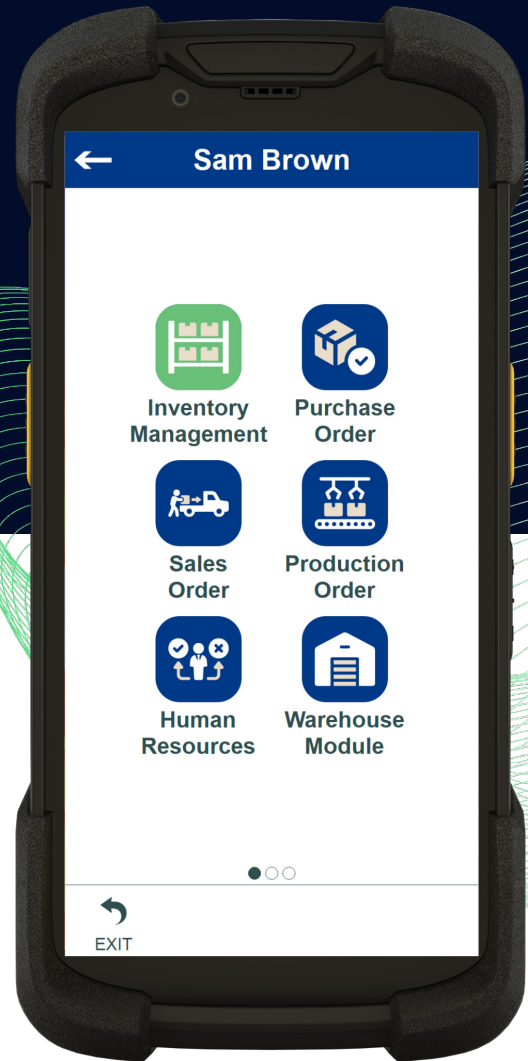 Sam Brown
Inventory
Management
Purchase
Order
Sales
Order
Production
Order
Human
Resources
Warehouse
Module
EXIT